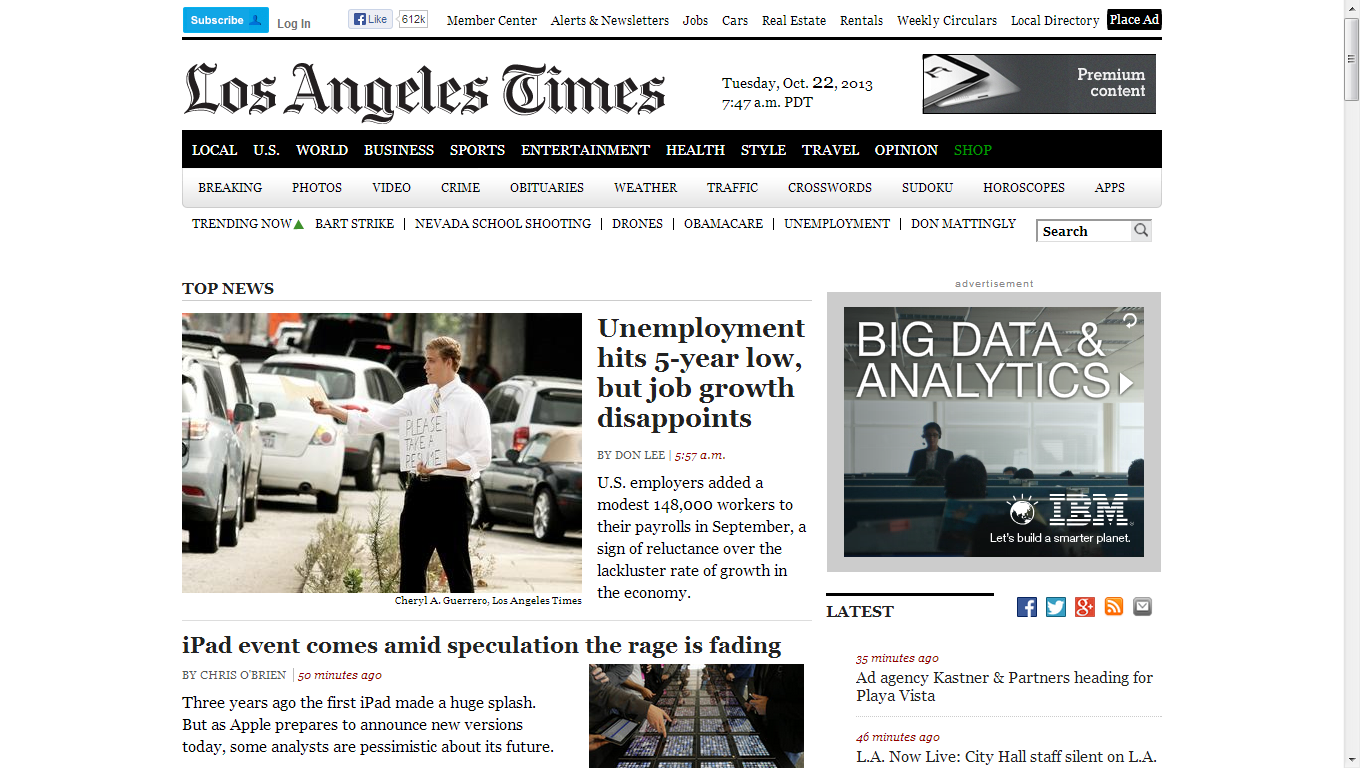 Subscribe Log In Like 612k Member Center Alerts & Newsletters Jobs Cars Real Estate Rentals Weekly Circulars Local Directory Place Ad
Los Angeles Times
Tuesday, Oct. 22, 2013
7:47 a.m. PDT
Premium
content
LOCAL U.S. WORLD BUSINESS SPORTS ENTERTAINMENT HEALTH STYLE TRAVEL OPINION SHOP
BREAKING PHOTOS VIDEO CRIME OBITUARIES WEATHER TRAFFIC CROSSWORDS SUDOKU HOROSCOPES APPS
TRENDING NOW▲ BART STRIKE | NEVADA SCHOOL SHOOTING | DRONES | OBAMACARE | UNEMPLOYMENT | DON MATTINGLY
Search
TOP NEWS
PLEASE
TAKE A
RESUME
Cheryl A. Guerrero, Los Angeles Times
Unemployment
hits 5-year low,
but job growth
disappoints
BY DON LEE | 5:57 a.m.
U.S. employers added a
modest 148,000 workers to
their payrolls in September, a
sign of reluctance over the
lackluster rate of growth in
the economy.
iPad event comes amid speculation the rage is fading
BY CHRIS O'BRIEN | 50 minutes ago
Three years ago the first iPad made a huge splash.
But as Apple prepares to announce new versions
today, some analysts are pessimistic about its future.
advertisement
BIG DATA &
ANALYTICS
IBM
Let's build a smarter planet.
LATEST
35 minutes ago
Ad agency Kastner & Partners heading for
Playa Vista
46 minutes ago
L.A. Now Live: City Hall staff silent on L.A.